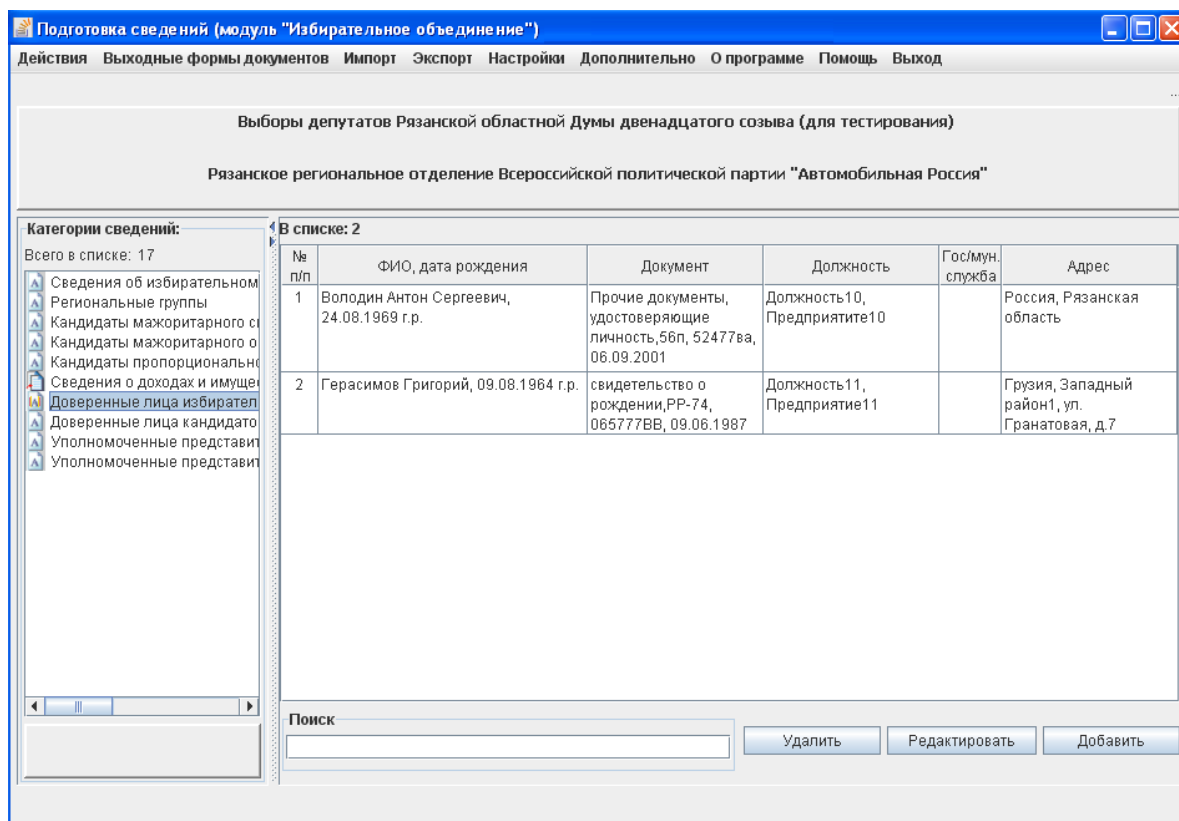 Подготовка сведений (модуль "Избирательное объединение")
Действия Выходные формы документов Импорт Экспорт Настройки Дополнительно О программе Помощь Выход
...
Выборы депутатов Рязанской областной Думы двенадцатого созыва (для тестирования)
Рязанское региональное отделение Всероссийской политической партии "Автомобильная Россия"
Категории сведений:
Всего в списке: 17
Сведения об избирательном
Региональные группы
Кандидаты мажоритарного
Кандидаты мажоритарного о
Кандидаты пропорционально
Сведения о доходах и имуще
Доверенные лица избирател
Доверенные лица кандидато
Уполномоченные представит
Уполномоченные представит
В списке: 2
№ п/п ФИО, дата рождения Документ Должность Гос/мун. служба Адрес
1 Володин Антон Сергеевич, 24.08.1969 г.р. Прочие документы, удостоверяющие личность,56п, 52477ва, 06.09.2001 Должность10, Предприятите10 Россия, Рязанская область
2 Герасимов Григорий, 09.08.1964 г.р. свидетельство о рождении,РР-74, 065777ВВ, 09.06.1987 Должность11, Предприятие11 Грузия, Западный район1, ул. Гранатовая, д.7
Поиск
Удалить Редактировать Добавить